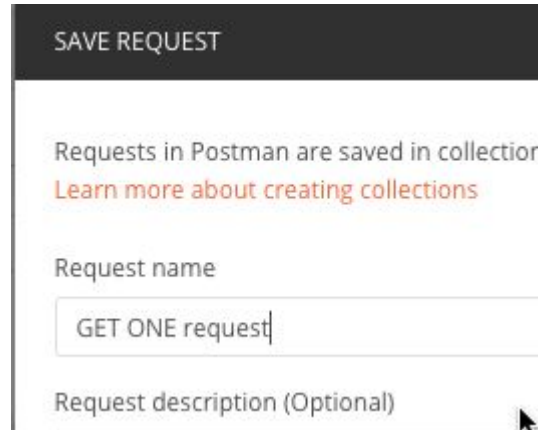 SAVE REQUEST
Requests in Postman are saved in collection
Learn more about creating collections
Request name
GET ONE request
Request description (Optional)